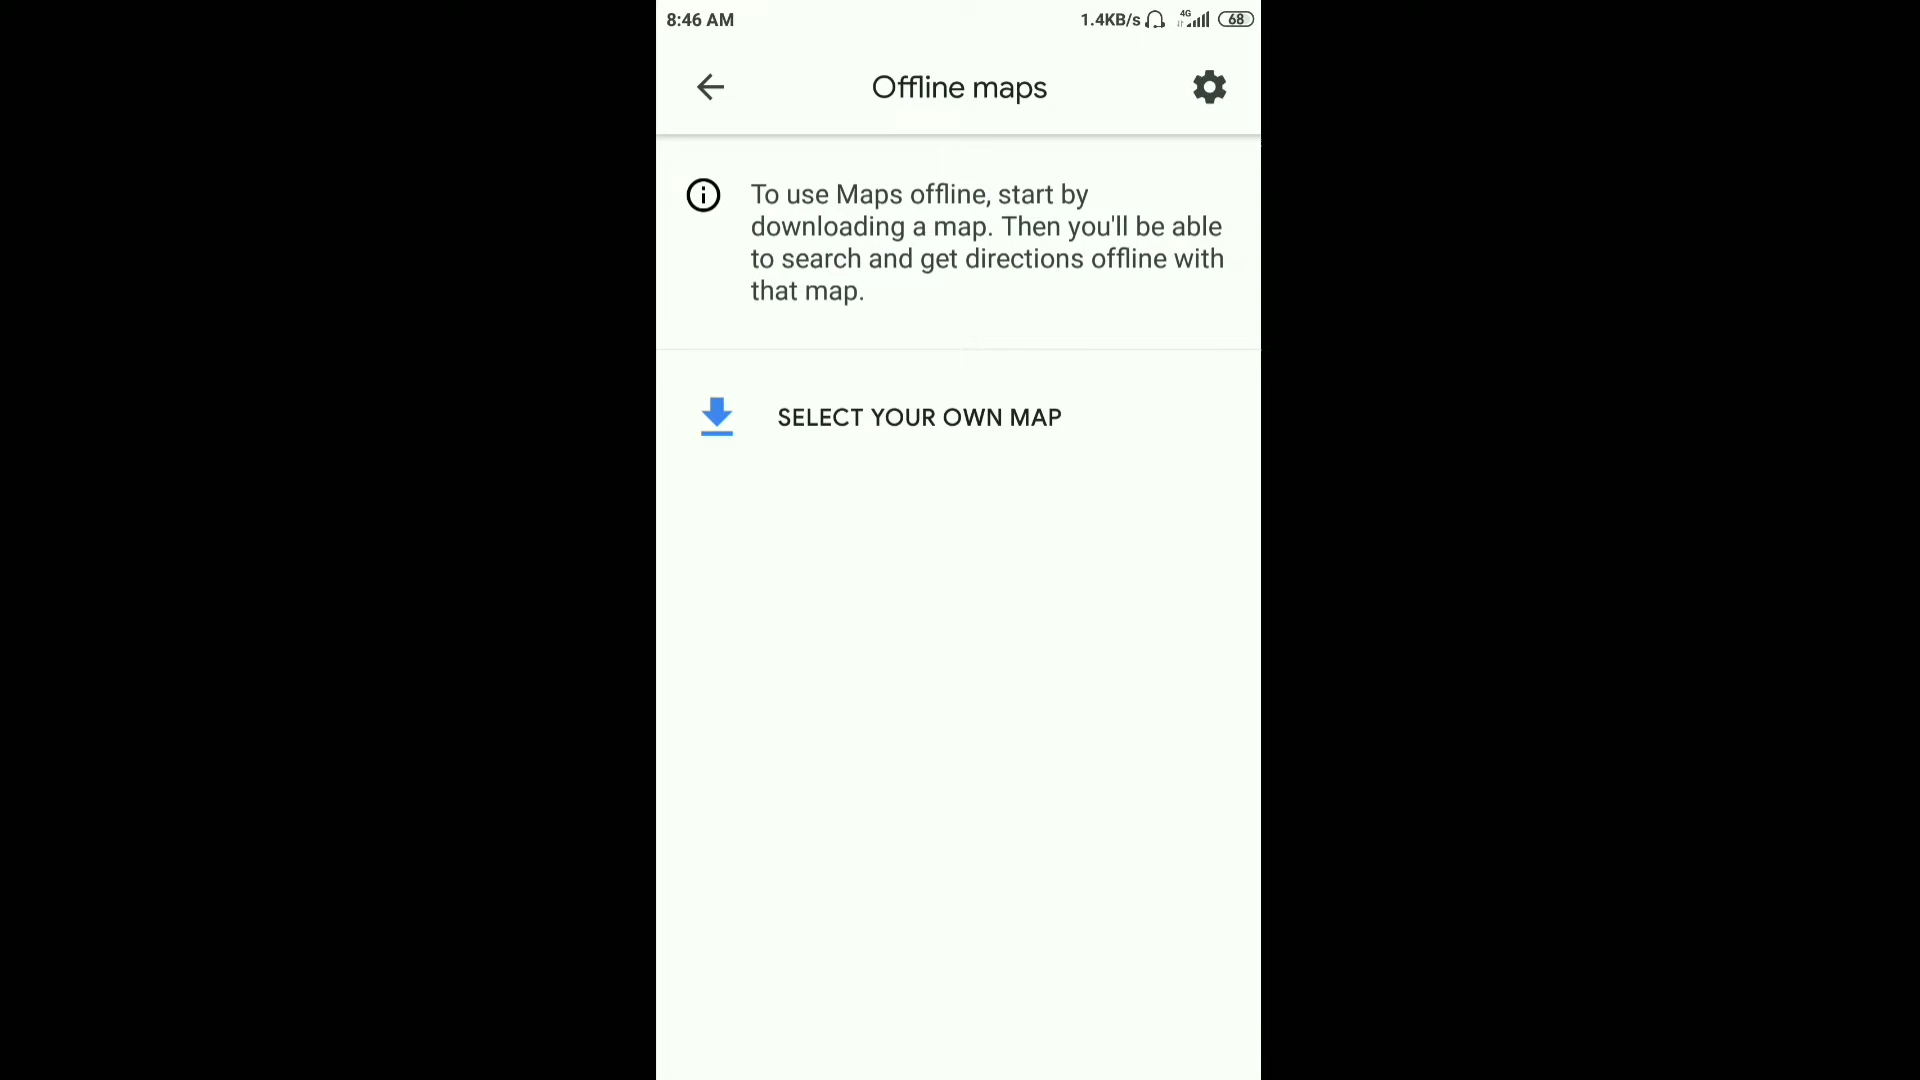 8:46 AM 1.4KB/s 4G 68
Offline maps
To use Maps offline, start by
downloading a map. Then you'll be able
to search and get directions offline with
that map.
SELECT YOUR OWN MAP